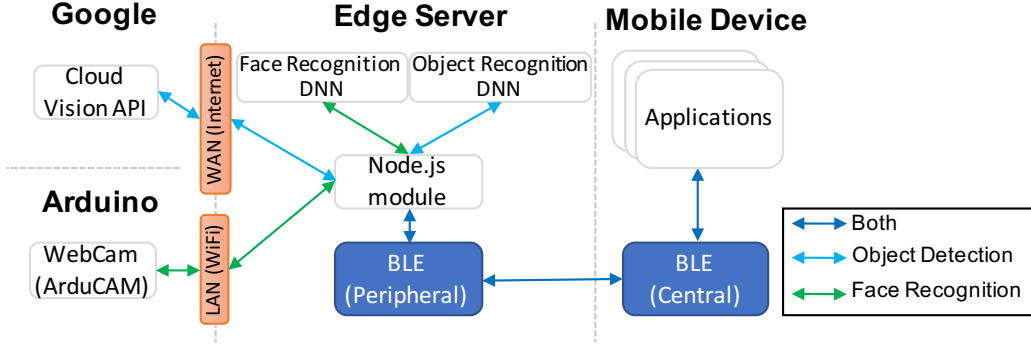 Google
Edge Server
Mobile Device
Cloud
Vision API
WAN (Internet)
Face Recognition
DNN
Object Recognition
DNN
Applications
Node.js
module
Arduino
WebCam
(ArduCAM)
LAN (WiFi)
BLE
(Peripheral)
BLE
(Central)
Both
Object Detection
Face Recognition